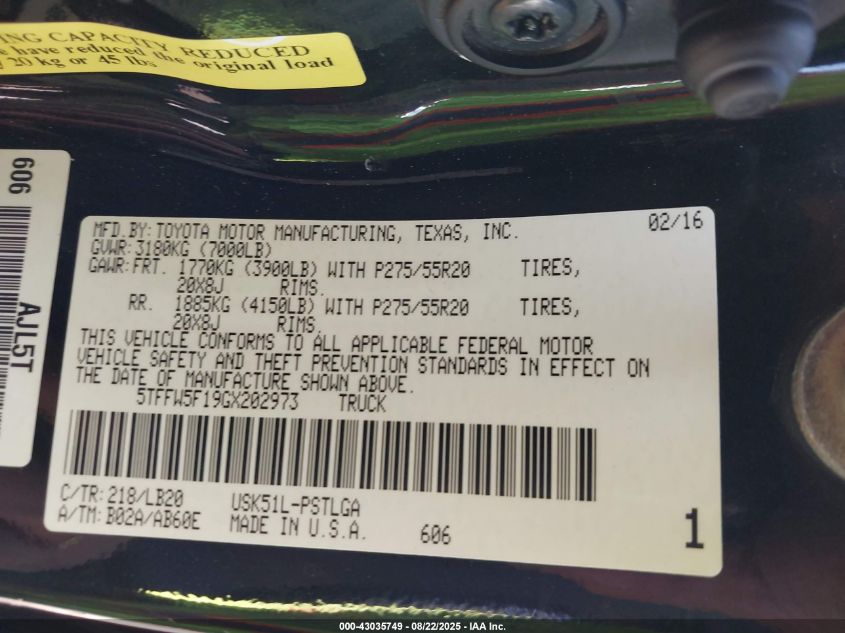 ING CAPACITY REDUCED
e have reduced the original load
20 kg or 45 lbs
606
AJL5T
MFD.BY:TOYOTA MOTOR MANUFACTURING, TEXAS, INC. 02/16
GVWR:3180KG (7000LB)
GAWR:FRT. 1770KG (3900LB) WITH P275/55R20 TIRES,
20X8J RIMS.
RR. 1885KG (4150LB) WITH P275/55R20 TIRES,
20X8J RIMS.
THIS VEHICLE CONFORMS TO ALL APPLICABLE FEDERAL MOTOR
VEHICLE SAFETY AND THEFT PREVENTION STANDARDS IN EFFECT ON
THE DATE OF MANUFACTURE SHOWN ABOVE.
5TFFW5F19GX202973 TRUCK
C/TR:218/LB20 USK51L-PSTLGA
A/TM:B02A/AB60E MADE IN U.S.A. 606 1
000-43035749 - 08/22/2025 - IAA Inc.